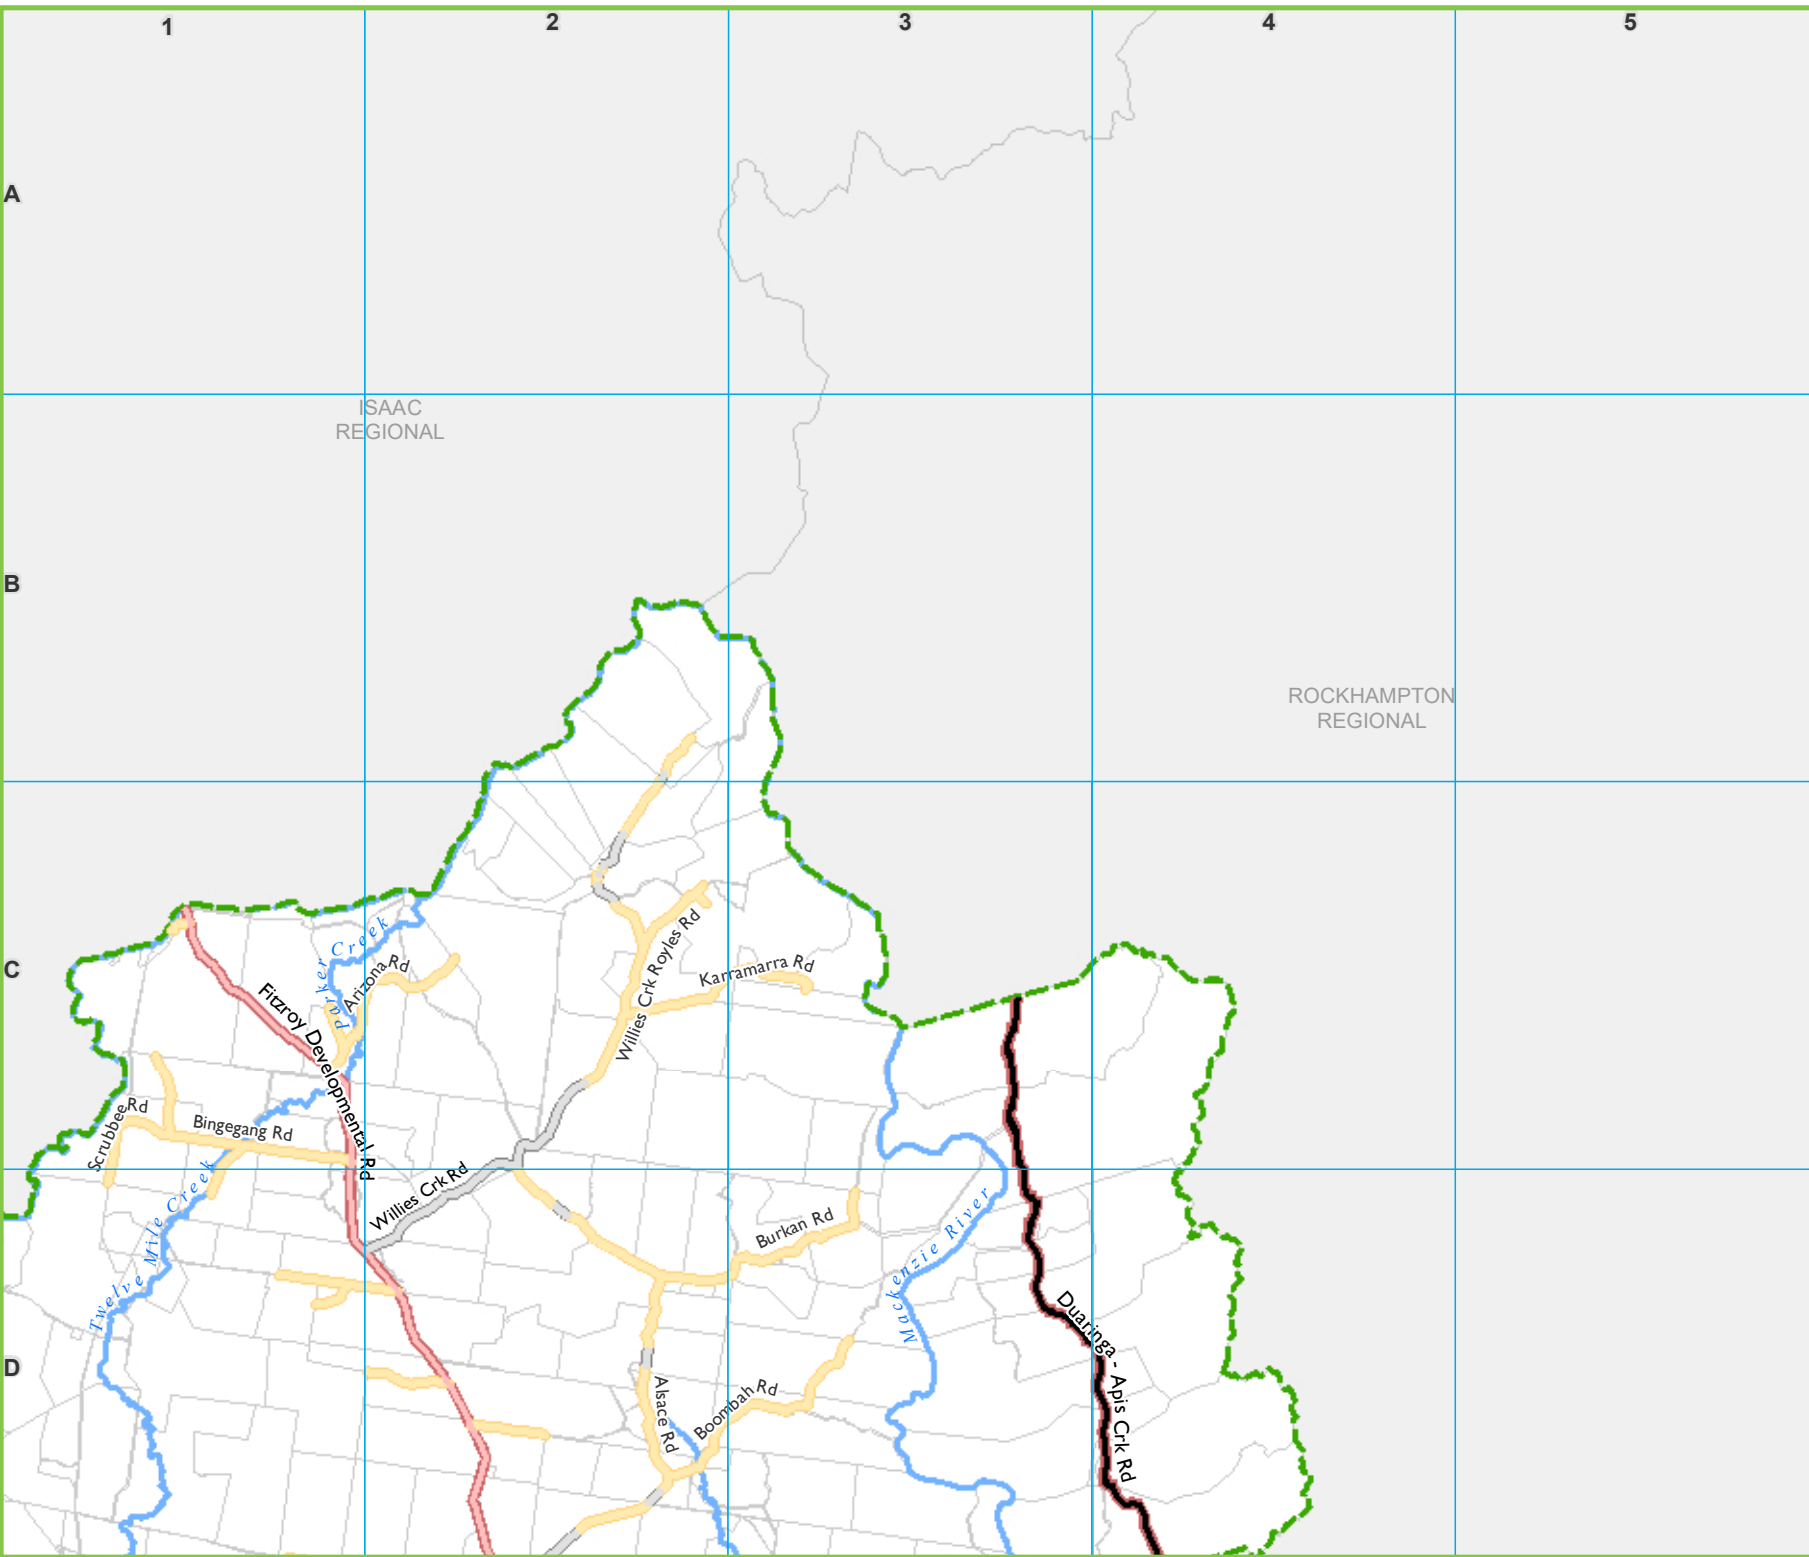 1
2
3
4
5
A
ISAAC
REGIONAL
B
ROCKHAMPTON
REGIONAL
C
Parker Creek
Arizona Rd
Willies Crk Royles Rd
Karramarra Rd
Fitzroy Developmental Rd
Scrubbee Rd
Bingegang Rd
Willies Crk Rd
Twelve Mile Creek
Burkan Rd
Mackenzie River
D
Duaringa - Apis Crk Rd
Alsace Rd
Boombah Rd